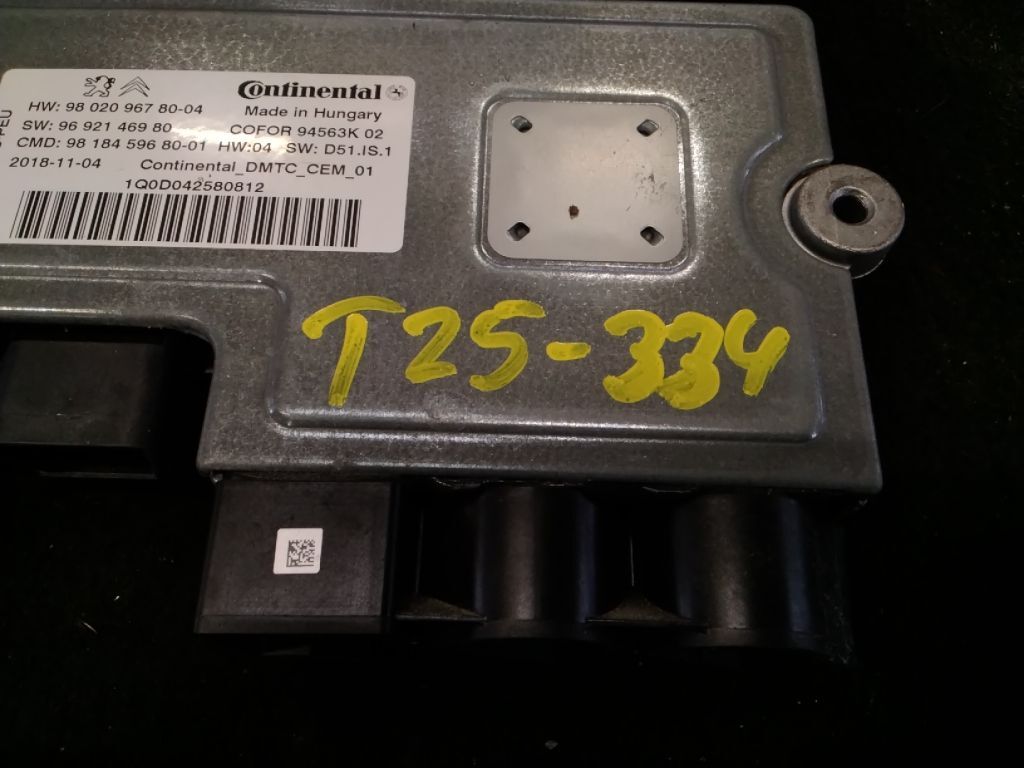 Continental
HW: 98 020 967 80-04 Made in Hungary
SW: 96 921 469 80 COFOR 94563K 02
CMD: 98 184 596 80-01 HW:04 SW: D51.IS.1
2018-11-04 Continental_DMTC_CEM_01
1Q0D042580812
T25-334